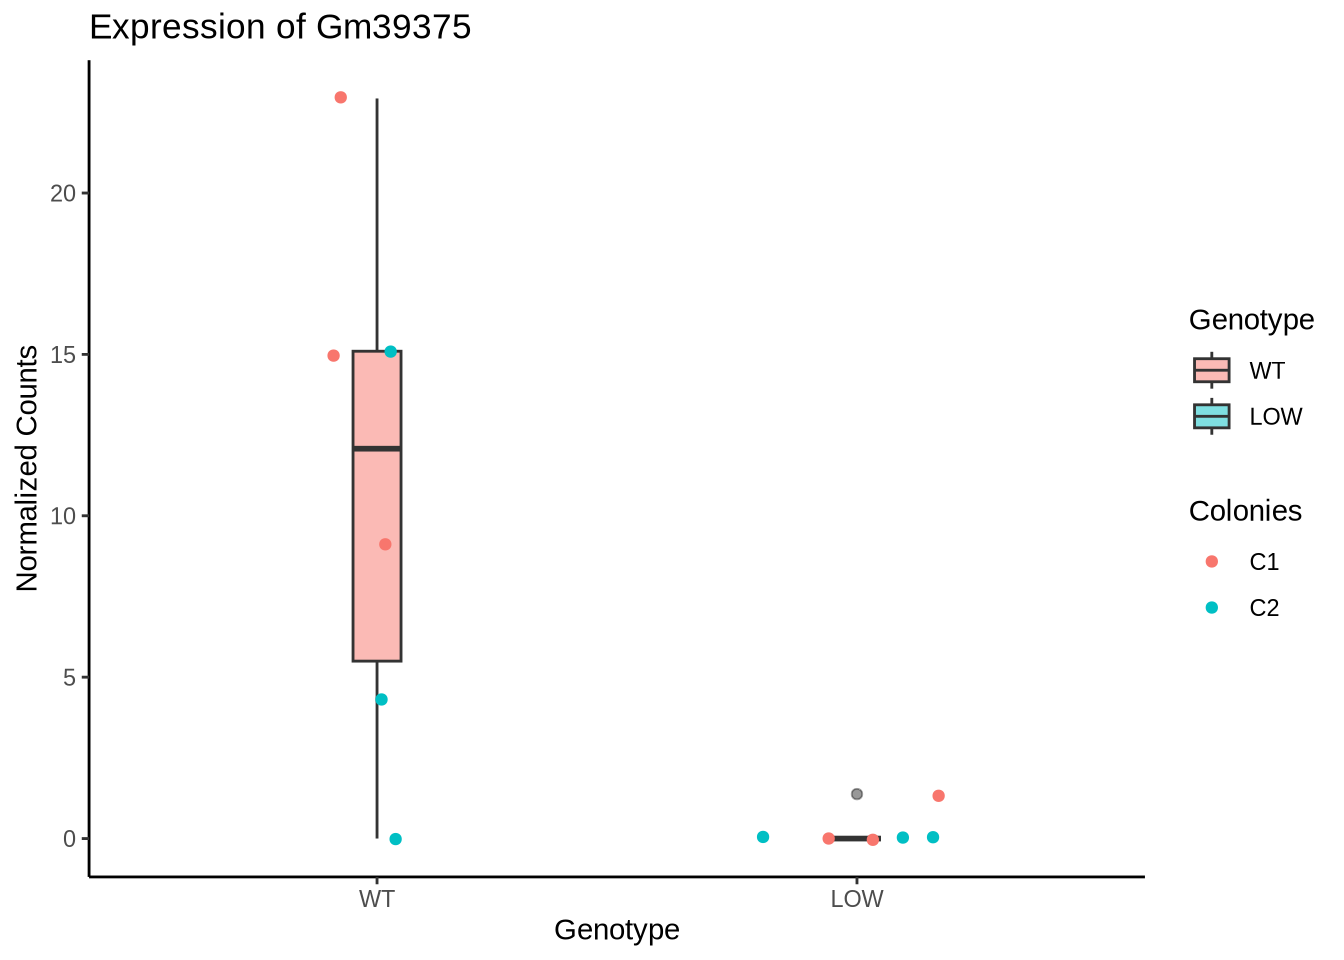 Expression of Gm39375
Normalized Counts
20
15
10
5
0
WT
LOW
Genotype
Genotype
WT
LOW
Colonies
C1
C2